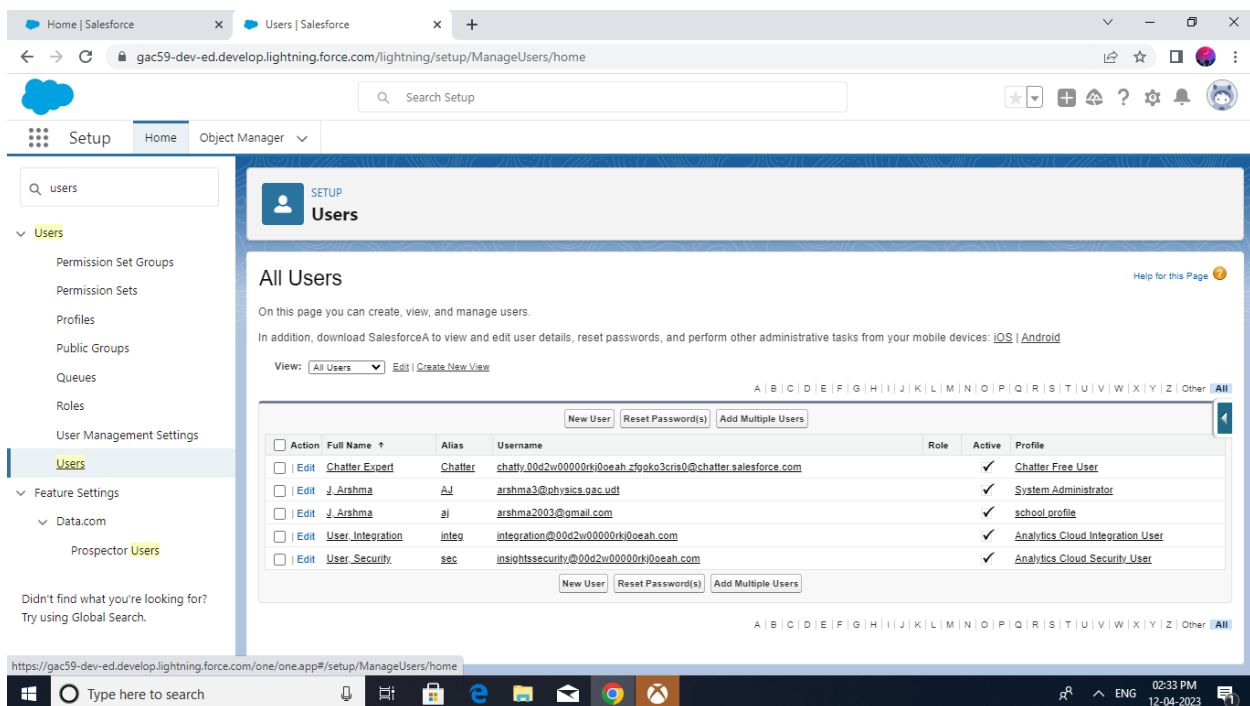 Home | Salesforce
Users | Salesforce
gac59-dev-ed.develop.lightning.force.com/lightning/setup/ManageUsers/home
Search Setup
Setup Home Object Manager
users
SETUP
Users
Users
Permission Set Groups
Permission Sets
Profiles
Public Groups
Queues
Roles
User Management Settings
Users
Feature Settings
Data.com
Prospector Users
Didn't find what you're looking for?
Try using Global Search.
All Users
Help for this Page
On this page you can create, view, and manage users.
In addition, download SalesforceA to view and edit user details, reset passwords, and perform other administrative tasks from your mobile devices: iOS | Android
View: All Users Edit | Create New View
A | B | C | D | E | F | G | H | I | J | K | L | M | N | O | P | Q | R | S | T | U | V | W | X | Y | Z | Other All
New User Reset Password(s) Add Multiple Users
Action Full Name ↑ Alias Username Role Active Profile
Edit Chatter Expert Chatter chatty.00d2w00000rkj0oeah.zfgoko3cris0@chatter.salesforce.com ✓ Chatter Free User
Edit J, Arshma AJ arshma3@physics.gac.udt ✓ System Administrator
Edit J, Arshma aj arshma2003@gmail.com ✓ school profile
Edit User, Integration integ integration@00d2w00000rkj0oeah.com ✓ Analytics Cloud Integration User
Edit User, Security sec insightssecurity@00d2w00000rkj0oeah.com ✓ Analytics Cloud Security User
New User Reset Password(s) Add Multiple Users
A | B | C | D | E | F | G | H | I | J | K | L | M | N | O | P | Q | R | S | T | U | V | W | X | Y | Z | Other All
https://gac59-dev-ed.develop.lightning.force.com/one/one.app#/setup/ManageUsers/home
Type here to search
ENG
02:33 PM
12-04-2023